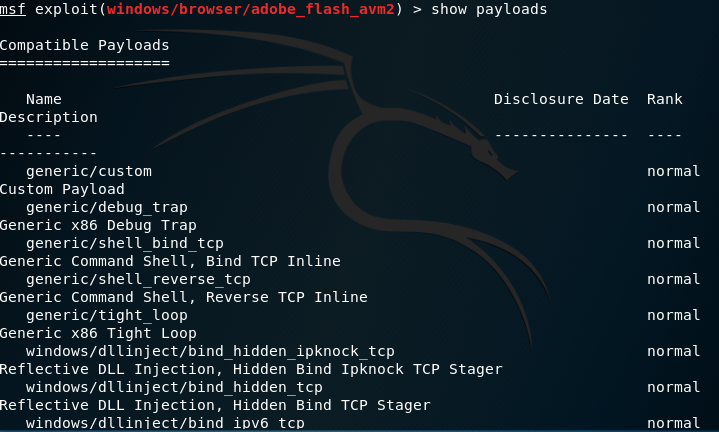 msf exploit(windows/browser/adobe_flash_avm2) > show payloads
Compatible Payloads
===================
Name Disclosure Date Rank
Description
---- --------------- ----
-----------
generic/custom normal
Custom Payload
generic/debug_trap normal
Generic x86 Debug Trap
generic/shell_bind_tcp normal
Generic Command Shell, Bind TCP Inline
generic/shell_reverse_tcp normal
Generic Command Shell, Reverse TCP Inline
generic/tight_loop normal
Generic x86 Tight Loop
windows/dllinject/bind_hidden_ipknock_tcp normal
Reflective DLL Injection, Hidden Bind Ipknock TCP Stager
windows/dllinject/bind_hidden_tcp normal
Reflective DLL Injection, Hidden Bind TCP Stager
windows/dllinject/bind_ipv6_tcp normal